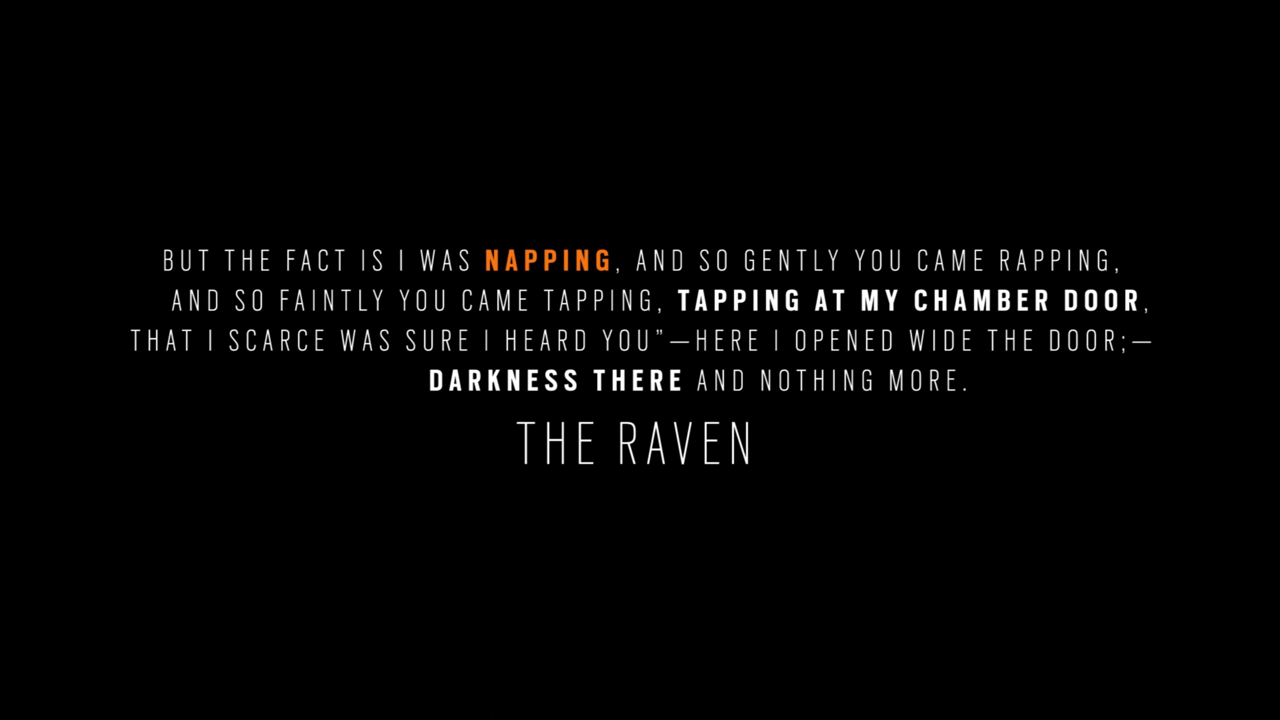 BUT THE FACT IS I WAS NAPPING, AND SO GENTLY YOU CAME RAPPING,
AND SO FAINTLY YOU CAME TAPPING, TAPPING AT MY CHAMBER DOOR,
THAT I SCARCE WAS SURE I HEARD YOU”—HERE I OPENED WIDE THE DOOR;—
DARKNESS THERE AND NOTHING MORE.
THE RAVEN